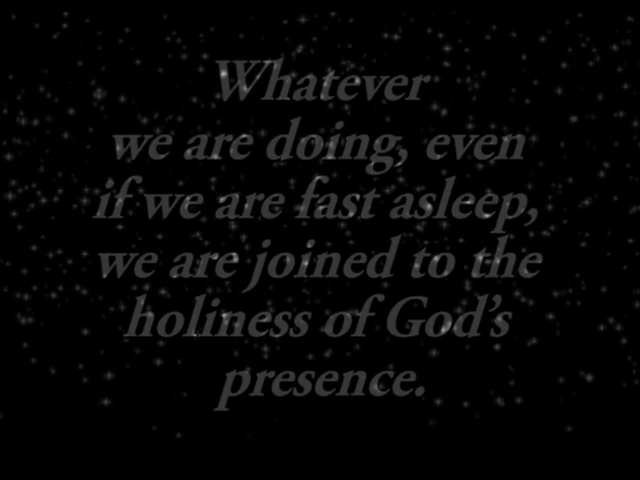 Whatever
we are doing, even
if we are fast asleep,
we are joined to the
holiness of God’s
presence.